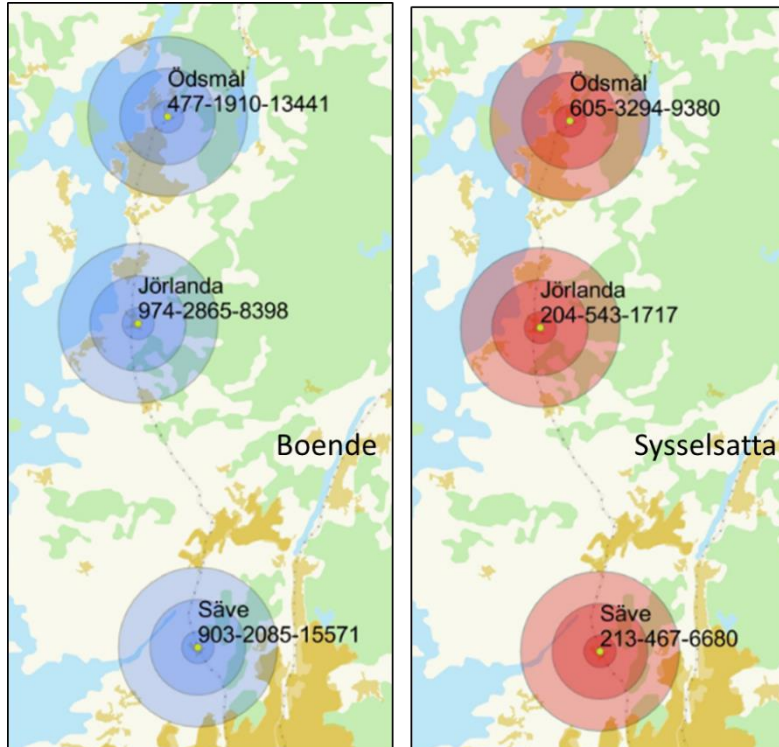 Ödsmål
477-1910-13441
Jörlanda
974-2865-8398
Boende
Säve
903-2085-15571
Ödsmål
605-3294-9380
Jörlanda
204-543-1717
Sysselsatta
Säve
213-467-6680